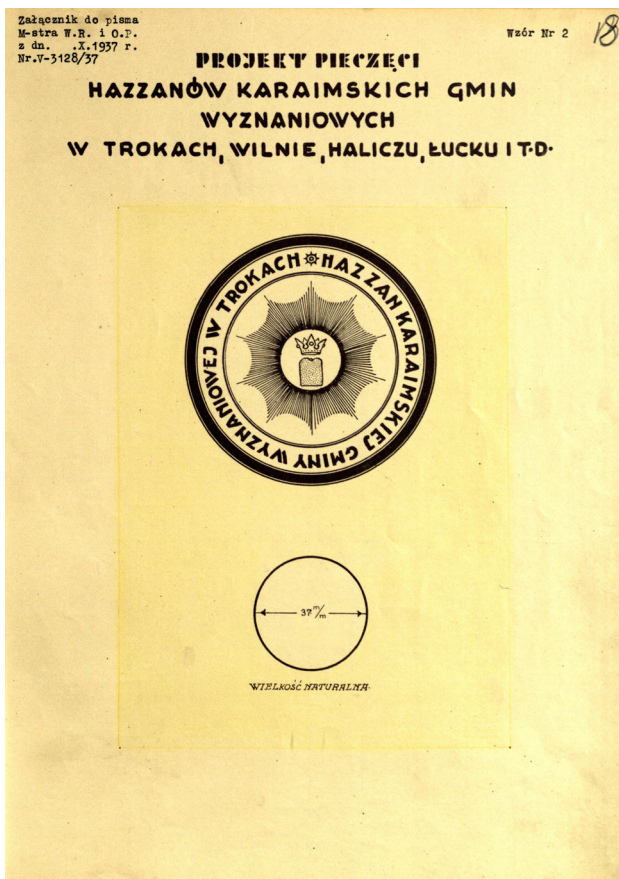 Załącznik do pisma
M-stra W.R. i O.P.
z dn.   .X.1937 r.
Nr.V-3128/37
Wzór Nr 2
18
PROJEKT PIECZĘCI
HAZZANÓW KARAIMSKICH GMIN
WYZNANIOWYCH
W TROKACH, WILNIE, HALICZU, ŁUCKU I T·D·
HAZZAN KARAIMSKIEJ GMINY WYZNANIOWEJ W TROKACH
37 m/m
WIELKOŚĆ NATURALNA·